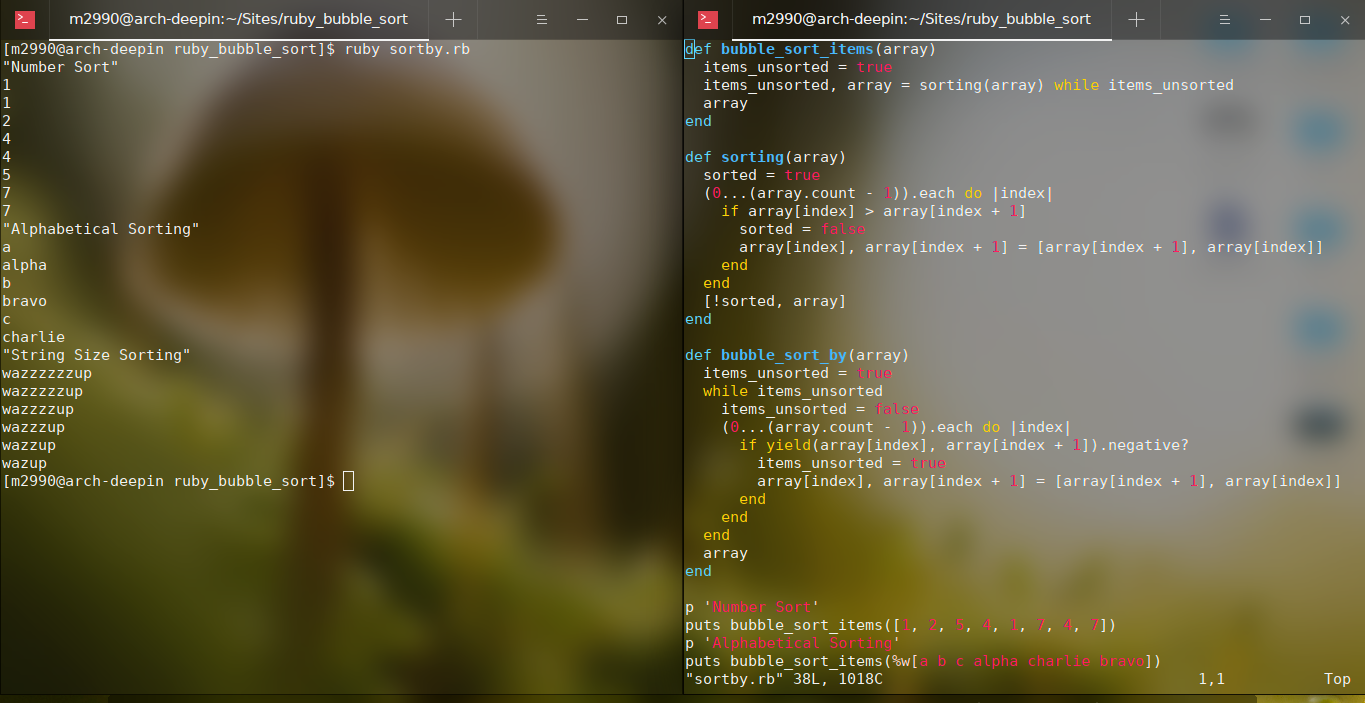 m2990@arch-deepin:~/Sites/ruby_bubble_sort
[m2990@arch-deepin ruby_bubble_sort]$ ruby sortby.rb
"Number Sort"
1
1
2
4
4
5
7
7
"Alphabetical Sorting"
a
alpha
b
bravo
c
charlie
"String Size Sorting"
wazzzzzzup
wazzzzzup
wazzzzup
wazzzup
wazzup
wazup
[m2990@arch-deepin ruby_bubble_sort]$
m2990@arch-deepin:~/Sites/ruby_bubble_sort
def bubble_sort_items(array)
  items_unsorted = true
  items_unsorted, array = sorting(array) while items_unsorted
  array
end

def sorting(array)
  sorted = true
  (0...(array.count - 1)).each do |index|
    if array[index] > array[index + 1]
      sorted = false
      array[index], array[index + 1] = [array[index + 1], array[index]]
    end
  end
  [!sorted, array]
end

def bubble_sort_by(array)
  items_unsorted = true
  while items_unsorted
    items_unsorted = false
    (0...(array.count - 1)).each do |index|
      if yield(array[index], array[index + 1]).negative?
        items_unsorted = true
        array[index], array[index + 1] = [array[index + 1], array[index]]
      end
    end
  end
  array
end

p 'Number Sort'
puts bubble_sort_items([1, 2, 5, 4, 1, 7, 4, 7])
p 'Alphabetical Sorting'
puts bubble_sort_items(%w[a b c alpha charlie bravo])
"sortby.rb" 38L, 1018C 1,1 Top